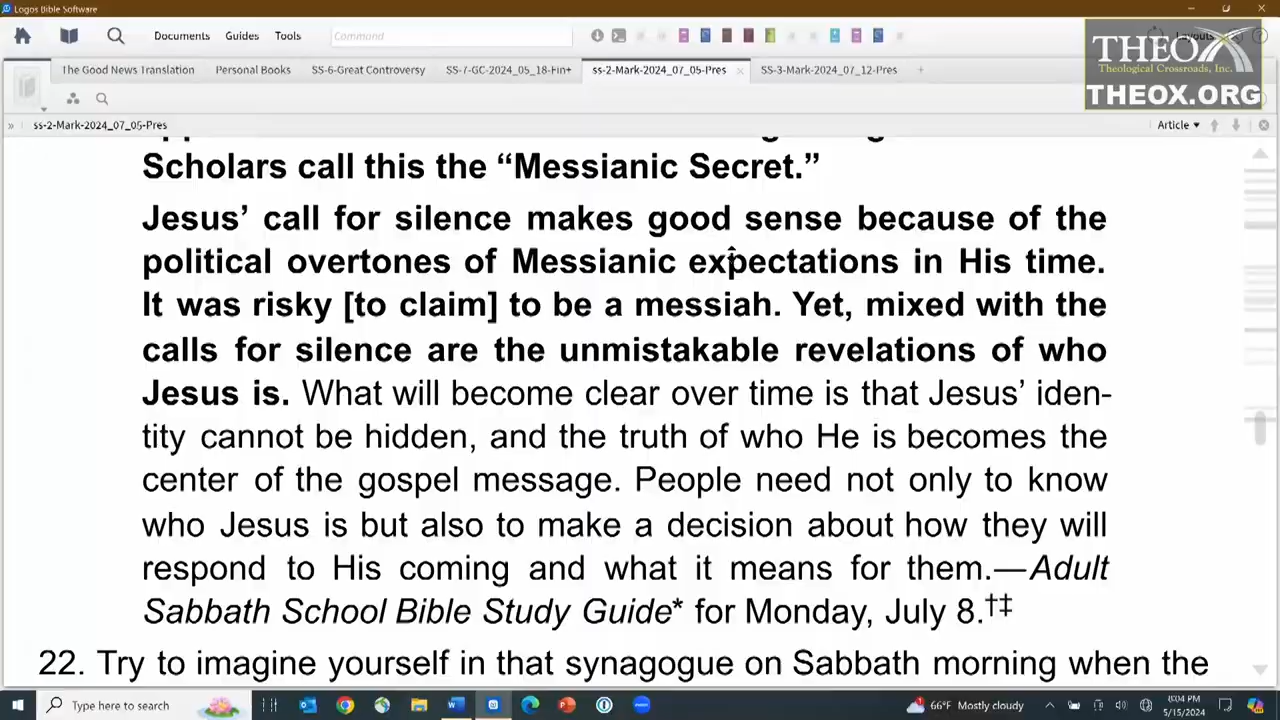 Logos Bible Software
Documents Guides Tools Command Layouts
THEOX
Theological Crossroads, Inc.
THEOX.ORG
The Good News Translation Personal Books SS-6-Great Controversy 05_18-Fin+ ss-2-Mark-2024_07_05-Pres SS-3-Mark-2024_07_12-Pres +
» ss-2-Mark-2024_07_05-Pres Article
Scholars call this the “Messianic Secret.”
Jesus’ call for silence makes good sense because of the
political overtones of Messianic expectations in His time.
It was risky [to claim] to be a messiah. Yet, mixed with the
calls for silence are the unmistakable revelations of who
Jesus is. What will become clear over time is that Jesus’ iden-
tity cannot be hidden, and the truth of who He is becomes the
center of the gospel message. People need not only to know
who Jesus is but also to make a decision about how they will
respond to His coming and what it means for them.—Adult
Sabbath School Bible Study Guide* for Monday, July 8.†‡
22. Try to imagine yourself in that synagogue on Sabbath morning when the
Type here to search 66°F Mostly cloudy 8:04 PM
5/15/2024